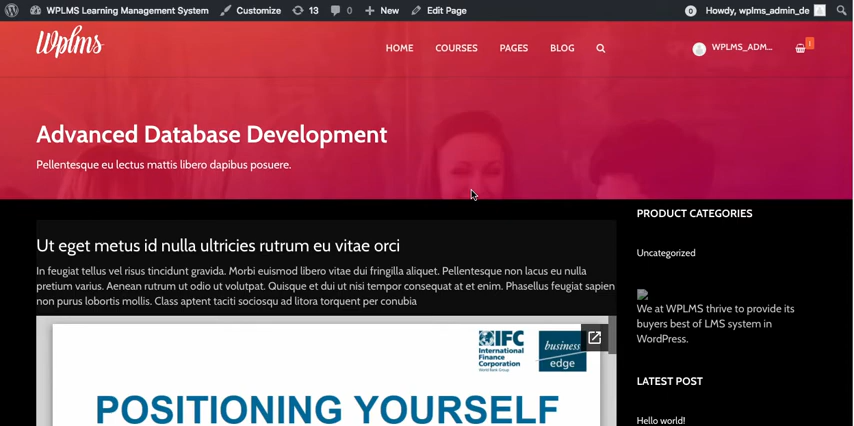 WPLMS Learning Management System Customize 13 0 New Edit Page 0 Howdy, wplms_admin_de
Wplms HOME COURSES PAGES BLOG WPLMS_ADM...
Advanced Database Development
Pellentesque eu lectus mattis libero dapibus posuere.
PRODUCT CATEGORIES
Uncategorized
We at WPLMS thrive to provide its
buyers best of LMS system in
WordPress.
LATEST POST
Hello world!
Ut eget metus id nulla ultricies rutrum eu vitae orci
In feugiat tellus vel risus tincidunt gravida. Morbi euismod libero vitae dui fringilla aliquet. Pellentesque non lacus eu nulla
pretium varius. Aenean rutrum ut odio ut volutpat. Quisque et dui ut nisi tempor consequat at et enim. Phasellus feugiat sapien
non purus lobortis mollis. Class aptent taciti sociosqu ad litora torquent per conubia
IFC
International
Finance
Corporation
World Bank Group
business
edge
POSITIONING YOURSELF